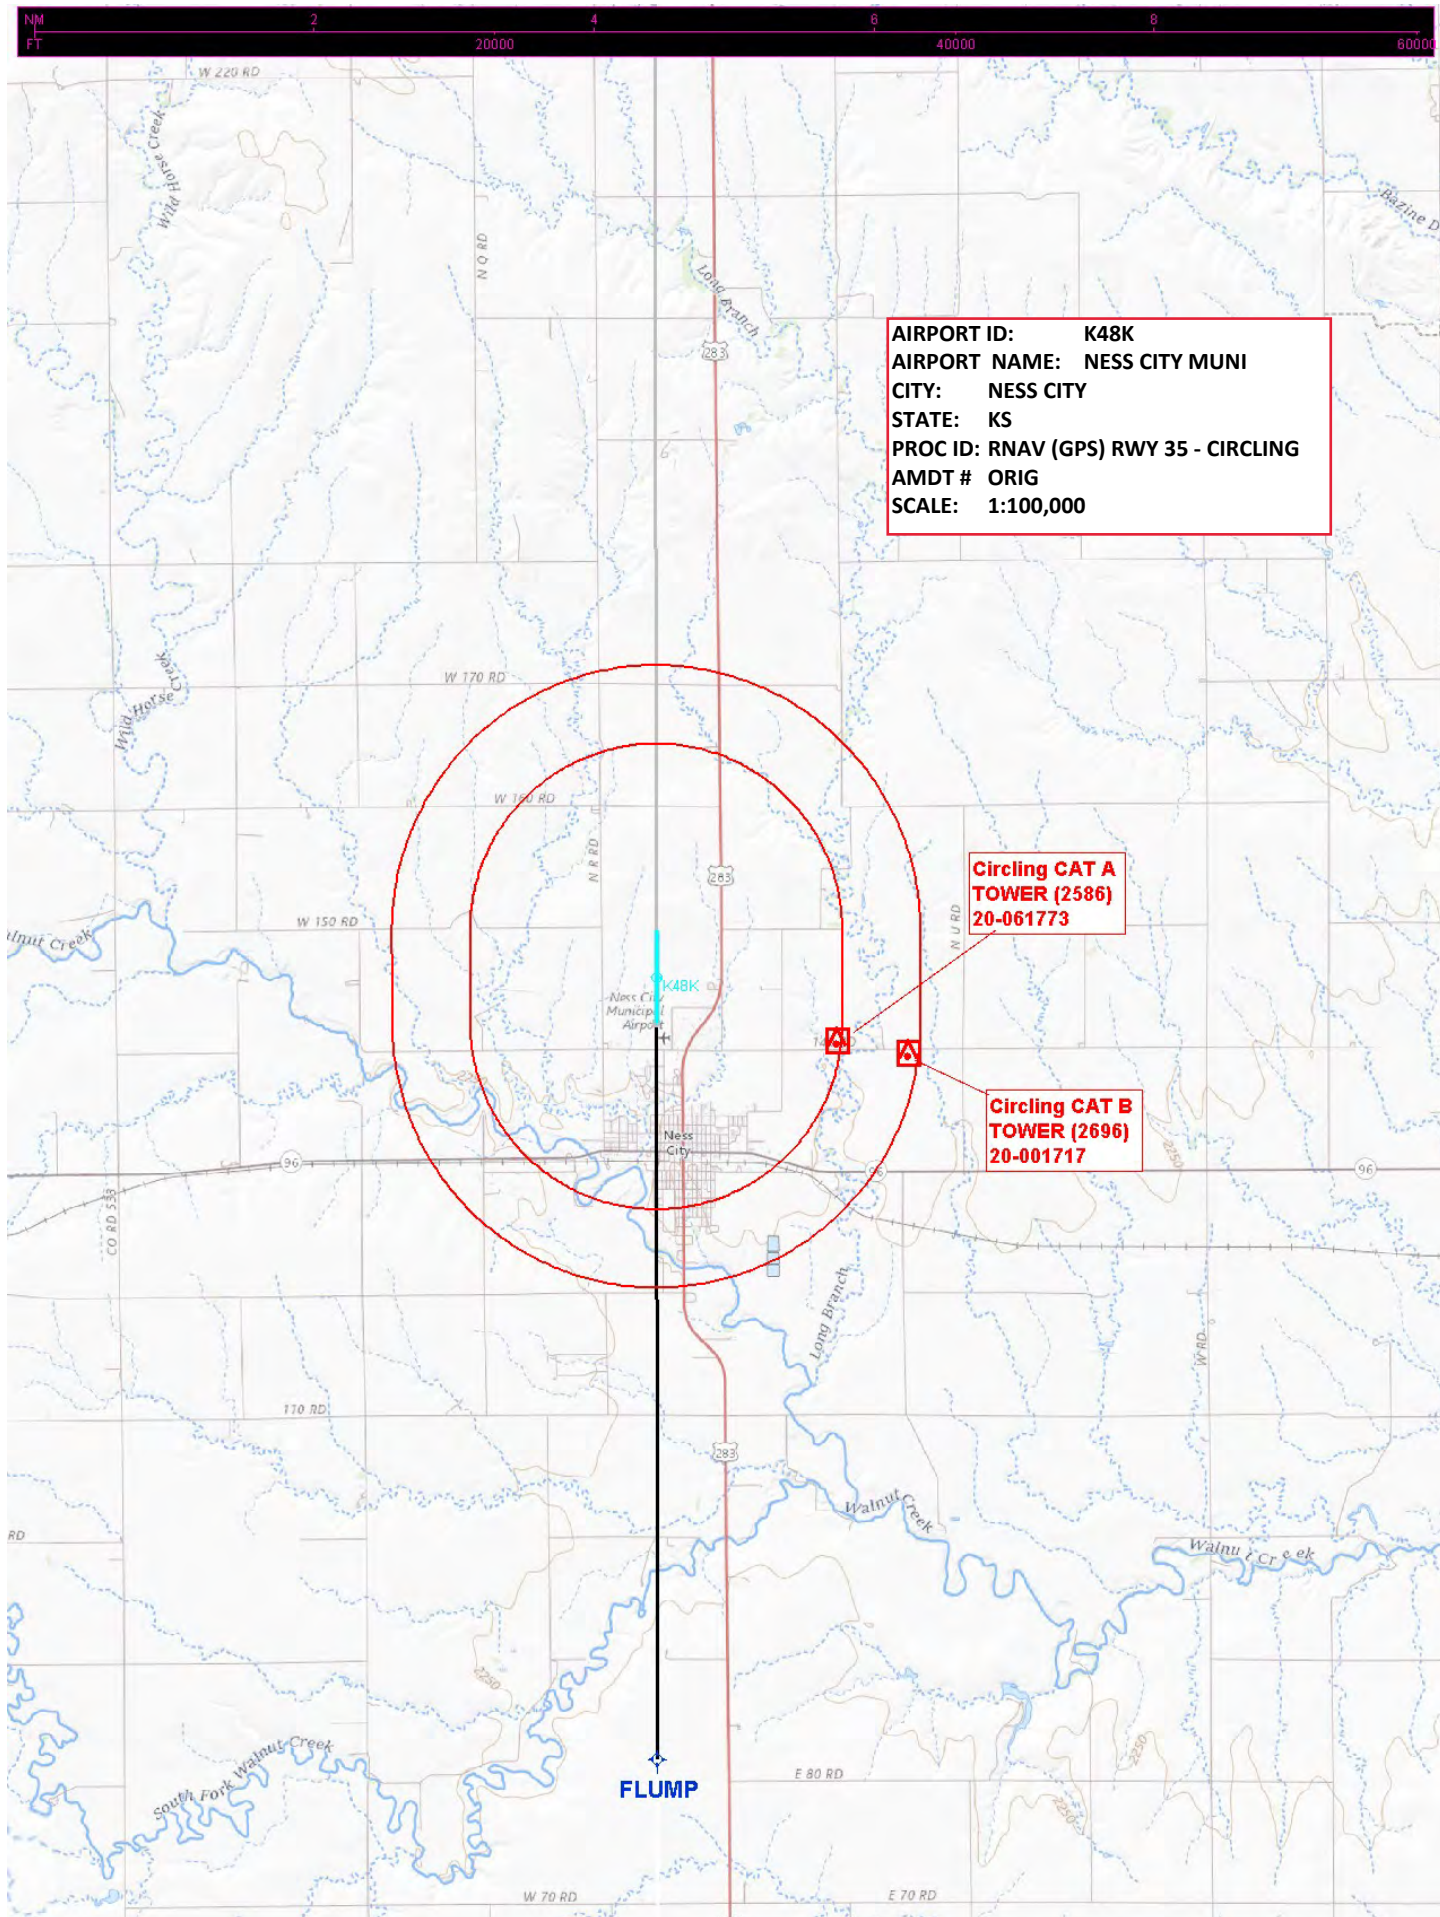 NM 2 4 6 8
FT 20000 40000 60000
W 220 RD
Wild Horse Creek
Bazine D
N Q RD
Long Branch
283
AIRPORT ID: K48K
AIRPORT NAME: NESS CITY MUNI
CITY: NESS CITY
STATE: KS
PROC ID: RNAV (GPS) RWY 35 - CIRCLING
AMDT # ORIG
SCALE: 1:100,000
W 170 RD
Wild Horse Creek
W 160 RD
N R RD
283
Circling CAT A
TOWER (2586)
20-061773
W 150 RD
N U RD
alnut Creek
K48K
Ness City
Municipal
Airport
2250
Circling CAT B
TOWER (2696)
20-001717
Ness
City
2250
96
96
96
CO RD 533
Long Branch
W RD
110 RD
283
Walnut Creek
RD
Walnut Creek
2250
2250
South Fork Walnut Creek
FLUMP
E 80 RD
2250
W 70 RD
E 70 RD